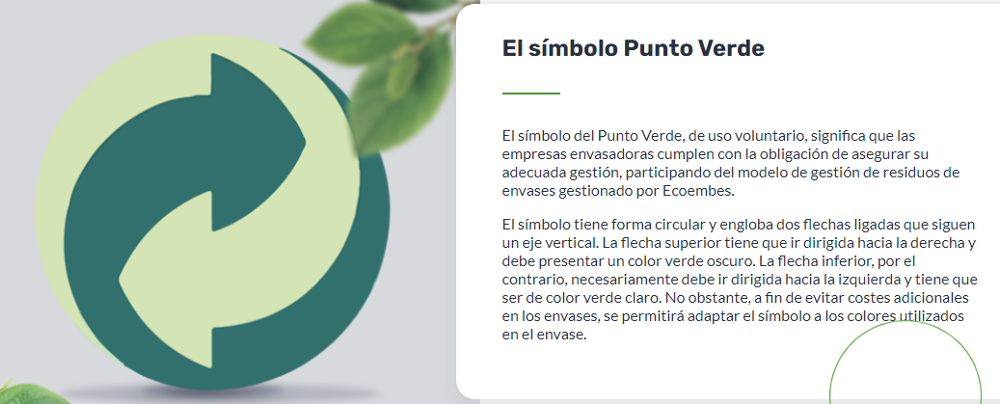 El símbolo Punto Verde
El símbolo del Punto Verde, de uso voluntario, significa que las
empresas envasadoras cumplen con la obligación de asegurar su
adecuada gestión, participando del modelo de gestión de residuos de
envases gestionado por Ecoembes.
El símbolo tiene forma circular y engloba dos flechas ligadas que siguen
un eje vertical. La flecha superior tiene que ir dirigida hacia la derecha y
debe presentar un color verde oscuro. La flecha inferior, por el
contrario, necesariamente debe ir dirigida hacia la izquierda y tiene que
ser de color verde claro. No obstante, a fin de evitar costes adicionales
en los envases, se permitirá adaptar el símbolo a los colores utilizados
en el envase.